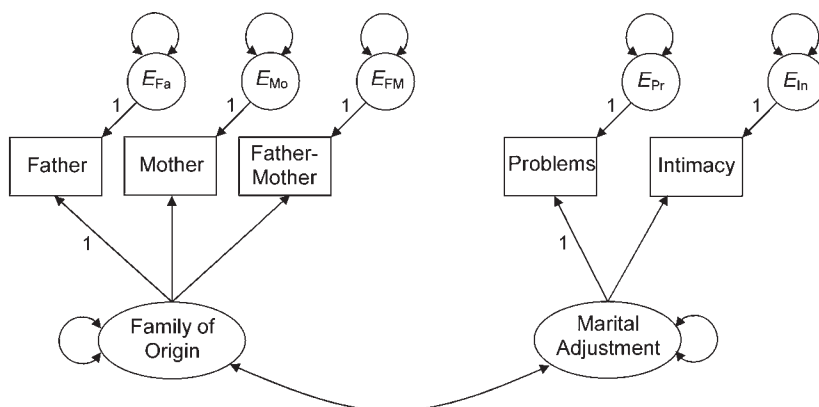 E_Fa
E_Mo
E_FM
E_Pr
E_In
1
1
1
1
1
Father
Mother
Father-
Mother
Problems
Intimacy
1
1
Family of
Origin
Marital
Adjustment